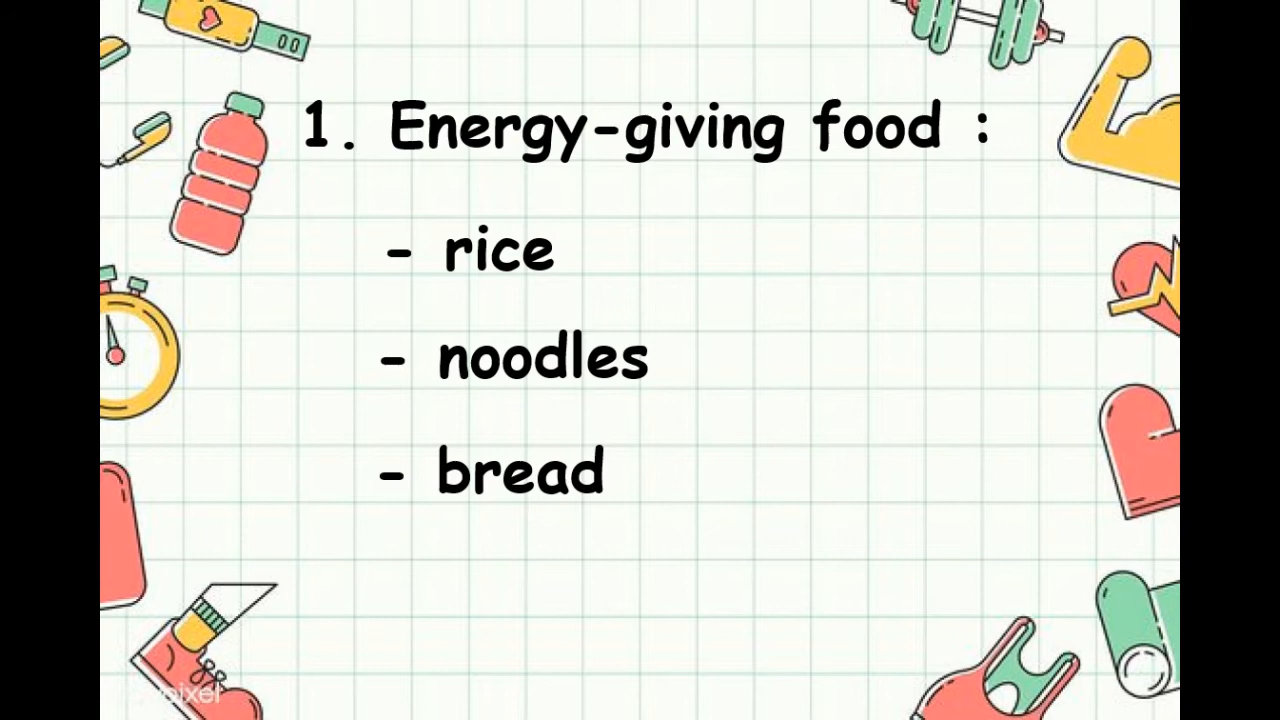 1. Energy-giving food :
- rice
- noodles
- bread